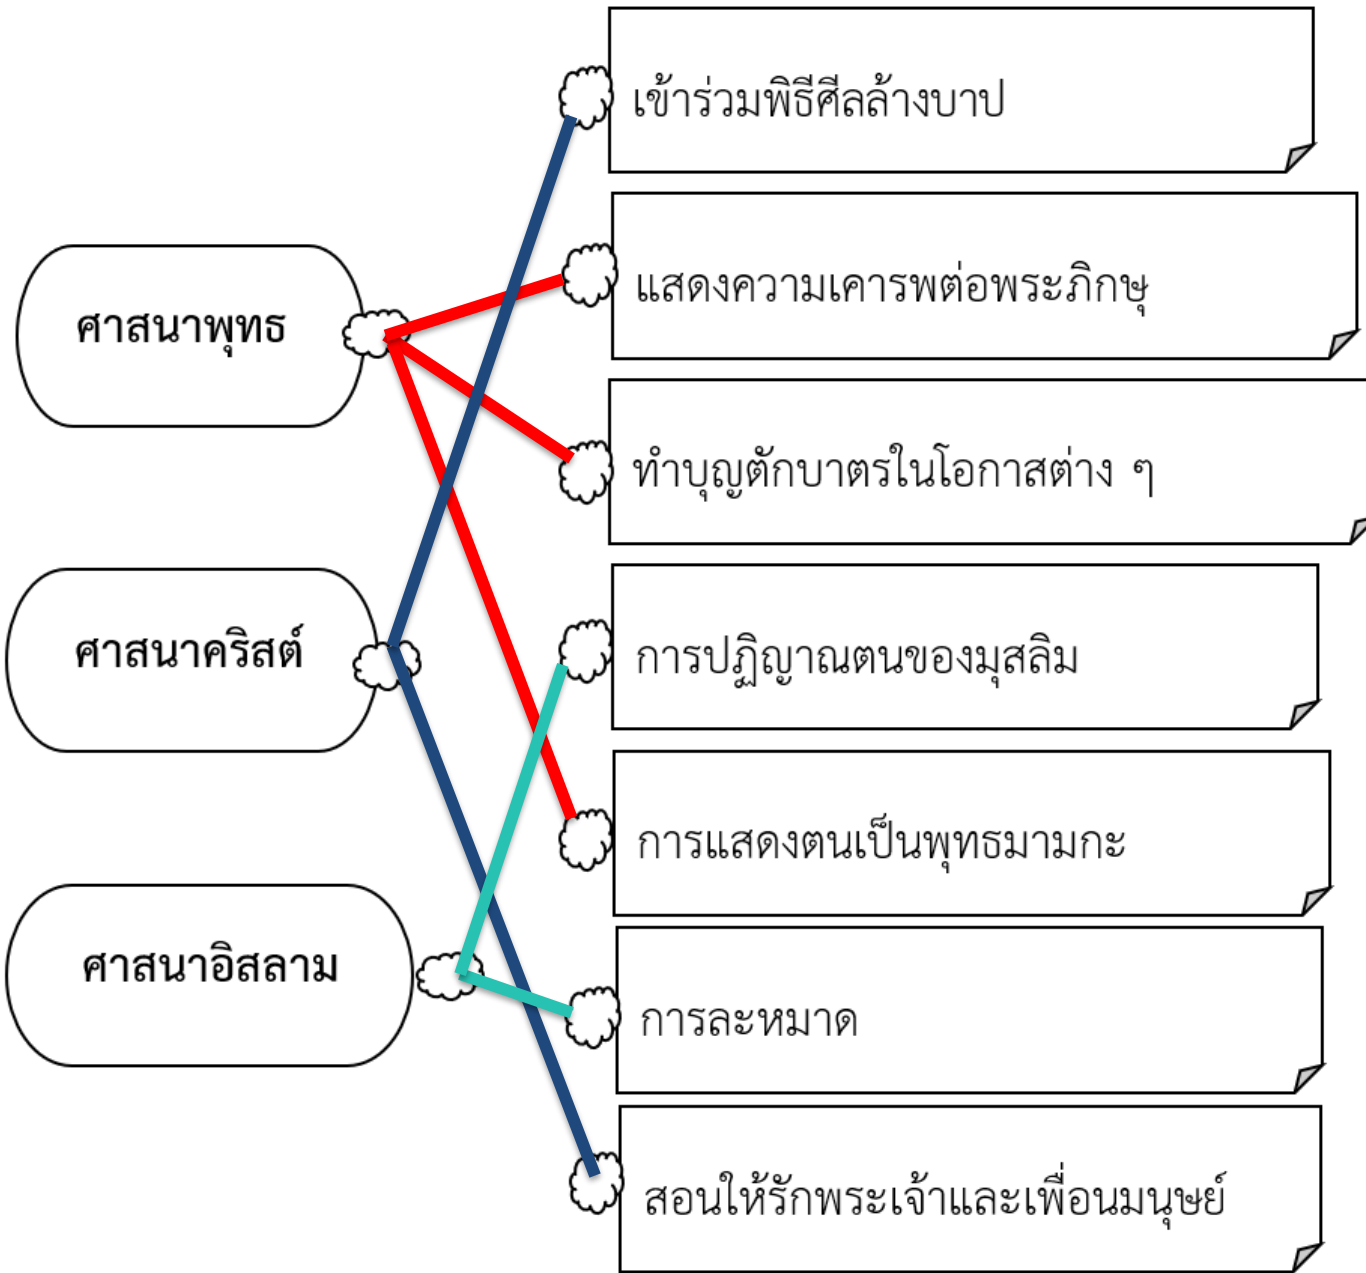 เข้าร่วมพิธีศีลล้างบาป
แสดงความเคารพต่อพระภิกษุ
ศาสนาพุทธ
ทำบุญตักบาตรในโอกาสต่าง ๆ
ศาสนาคริสต์
การปฏิญาณตนของมุสลิม
การแสดงตนเป็นพุทธมามกะ
ศาสนาอิสลาม
การละหมาด
สอนให้รักพระเจ้าและเพื่อนมนุษย์